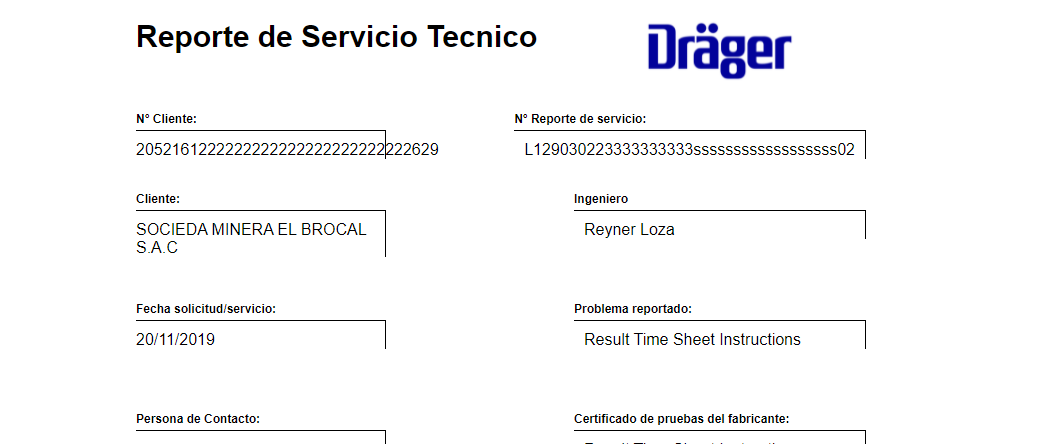 Reporte de Servicio Tecnico
Dräger
N° Cliente:
N° Reporte de servicio:
2052161222222222222222222222222629
L129030223333333333ssssssssssssssssss02
Cliente:
Ingeniero
SOCIEDA MINERA EL BROCAL
S.A.C
Reyner Loza
Fecha solicitud/servicio:
Problema reportado:
20/11/2019
Result Time Sheet Instructions
Persona de Contacto:
Certificado de pruebas del fabricante: